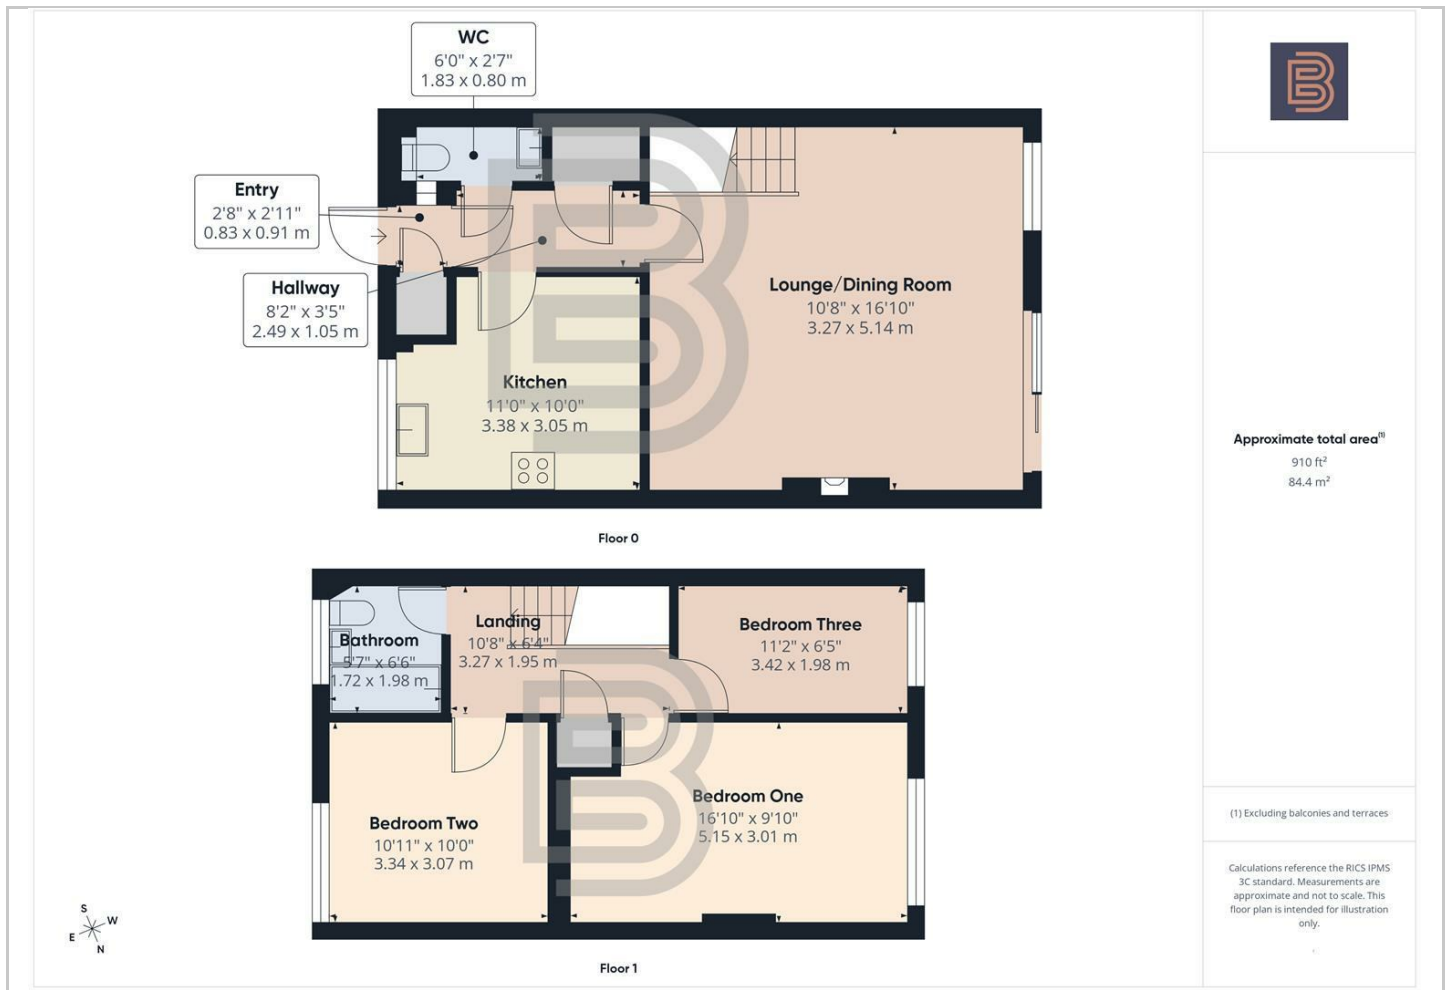 WC
6'0" x 2'7"
1.83 x 0.80 m
Entry
2'8" x 2'11"
0.83 x 0.91 m
Hallway
8'2" x 3'5"
2.49 x 1.05 m
Lounge/Dining Room
10'8" x 16'10"
3.27 x 5.14 m
Kitchen
11'0" x 10'0"
3.38 x 3.05 m
Floor 0
Bathroom
5'7" x 6'6"
1.72 x 1.98 m
Landing
10'8" x 6'4"
3.27 x 1.95 m
Bedroom Three
11'2" x 6'5"
3.42 x 1.98 m
Bedroom Two
10'11" x 10'0"
3.34 x 3.07 m
Bedroom One
16'10" x 9'10"
5.15 x 3.01 m
Floor 1
S
W
E
N
B
Approximate total area(1)
910 ft²
84.4 m²
(1) Excluding balconies and terraces
Calculations reference the RICS IPMS
3C standard. Measurements are
approximate and not to scale. This
floor plan is intended for illustration
only.